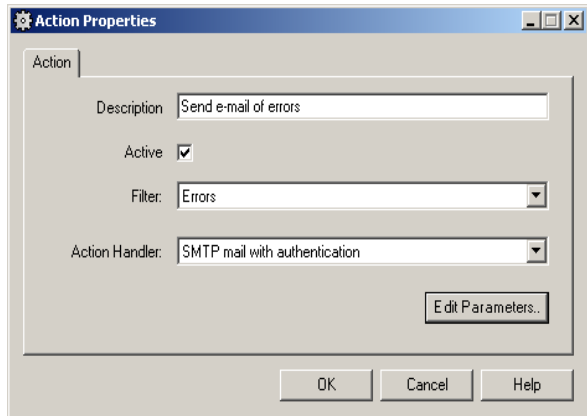 Action Properties
Action
Description Send e-mail of errors
Active
Filter: Errors
Action Handler: SMTP mail with authentication
Edit Parameters..
OK Cancel Help